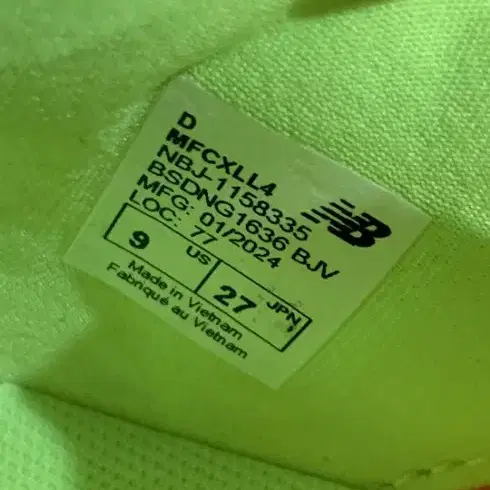 D
MFCXLL4
NBJ-1158335
BSDNG1636 BJV
MFG: 01/2024
LOC: 77
9 US 27 JPN
Made in Vietnam
Fabriqué au Vietnam
NB